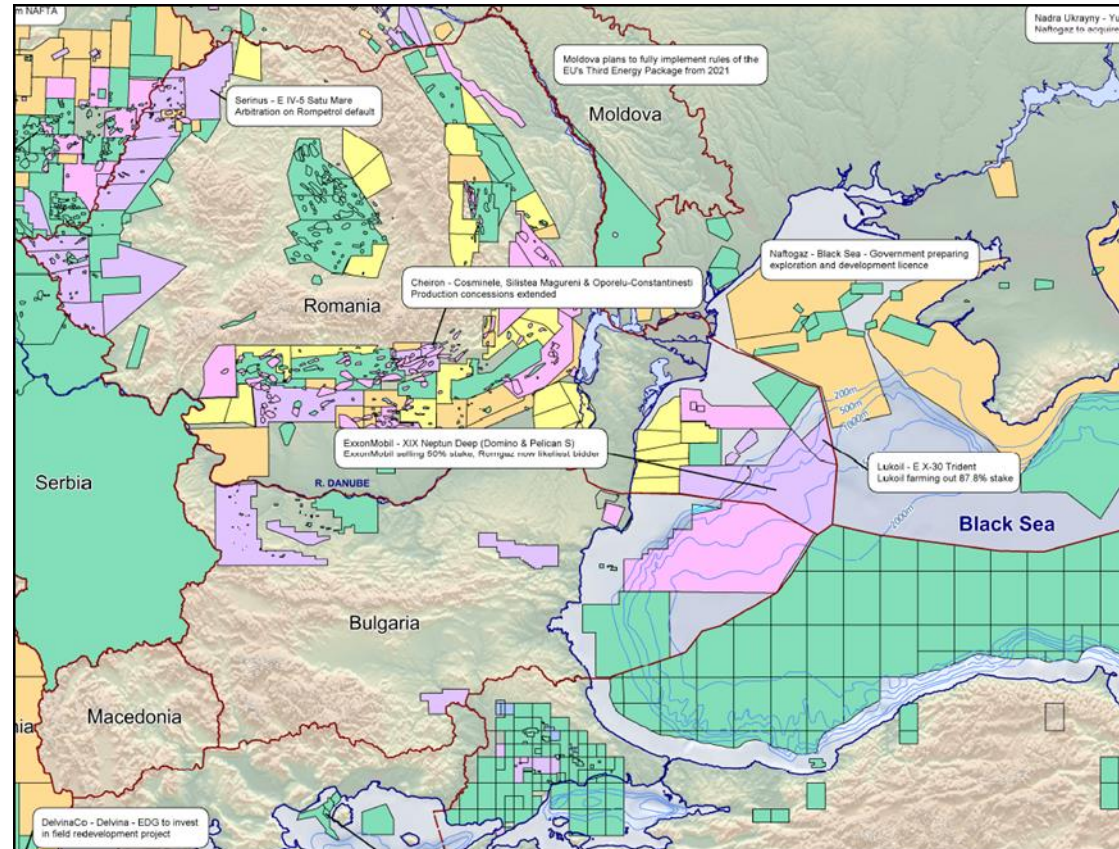 m NAFTA
Nadra Ukrayny - Yu
Naftogaz to acquire
Moldova plans to fully implement rules of the
EU's Third Energy Package from 2021
Serinus - E IV-5 Satu Mare
Arbitration on Rompetrol default
Moldova
Naftogaz - Black Sea - Government preparing
exploration and development licence
Cheiron - Cosminele, Silistea Magureni & Oporelu-Constantinesti
Production concessions extended
Romania
200m
500m
1000m
ExxonMobil - XIX Neptun Deep (Domino & Pelican S)
ExxonMobil selling 50% stake, Romgaz now likeliest bidder
Lukoil - E X-30 Trident
Lukoil farming out 87.8% stake
Serbia
R. DANUBE
2000m
Black Sea
Bulgaria
Macedonia
nia
DelvinaCo - Delvina - EDG to invest
in field redevelopment project